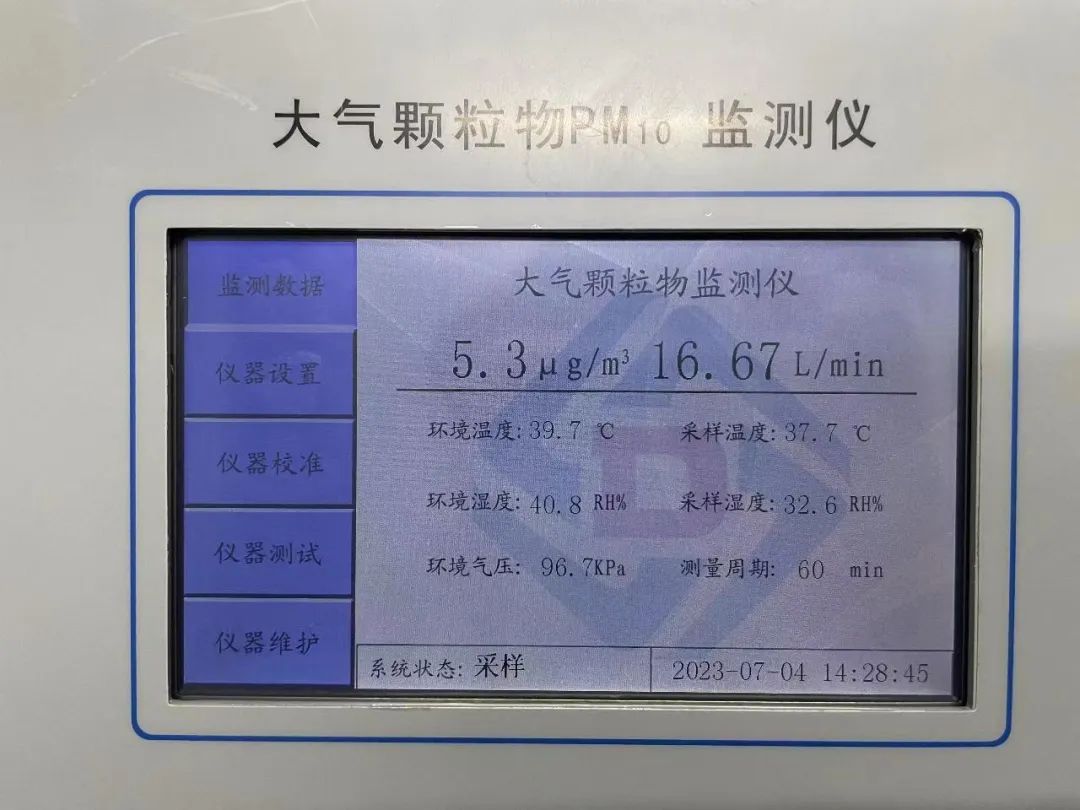 大气颗粒物PM10 监测仪
监测数据
仪器设置
仪器校准
仪器测试
仪器维护
大气颗粒物监测仪
5.3μg/m³ 16.67L/min
环境温度:39.7 ℃ 采样温度:37.7 ℃
环境湿度:40.8 RH% 采样湿度:32.6 RH%
环境气压: 96.7KPa 测量周期: 60 min
系统状态:采样 2023-07-04 14:28:45